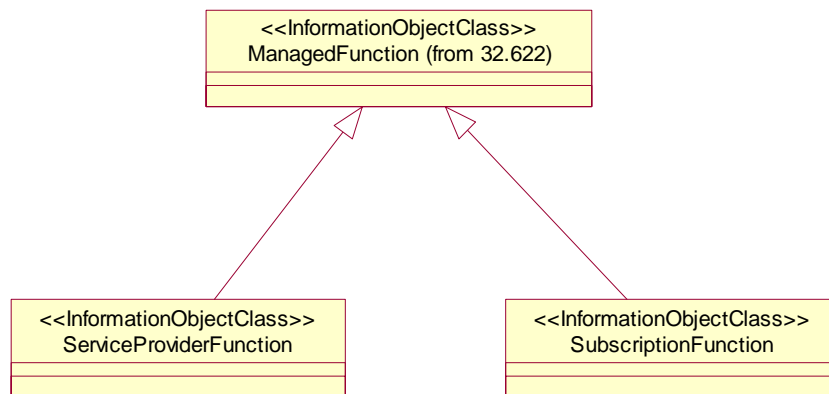 <<InformationObjectClass>>
ManagedFunction (from 32.622)
<<InformationObjectClass>>
ServiceProviderFunction
<<InformationObjectClass>>
SubscriptionFunction